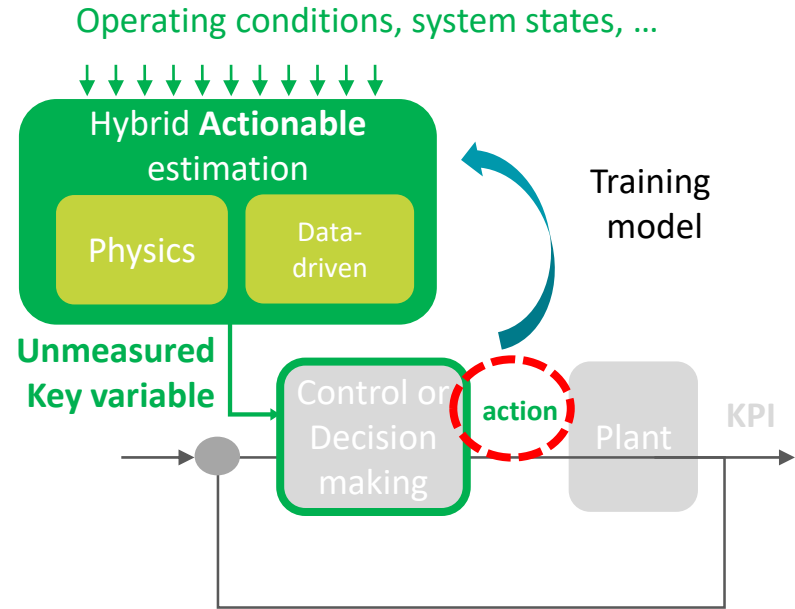 Operating conditions, system states, ...
Hybrid Actionable
estimation
Physics
Data-
driven
Training
model
Unmeasured
Key variable
Control or
Decision
making
action
Plant
KPI